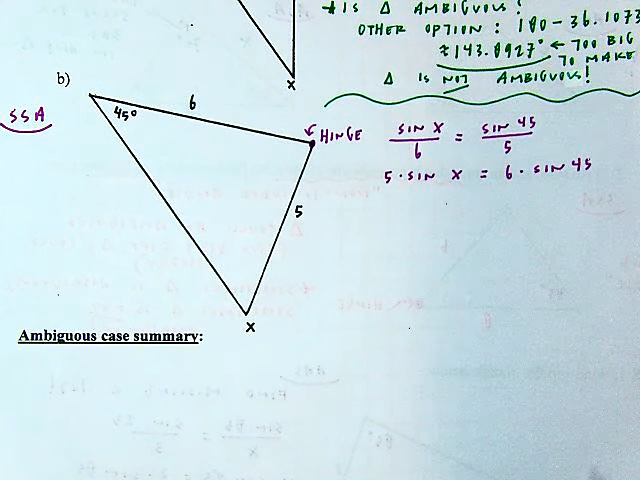 * IS Δ AMBIGUOUS?
OTHER OPTION: 180 - 36.1073
≈ 143.8927° ← TOO BIG
TO MAKE
Δ IS NOT AMBIGUOUS!
x
b)
SSA
45°
6
HINGE
sin x / 6 = sin 45 / 5
5 · sin x = 6 · sin 45
5
x
Ambiguous case summary: